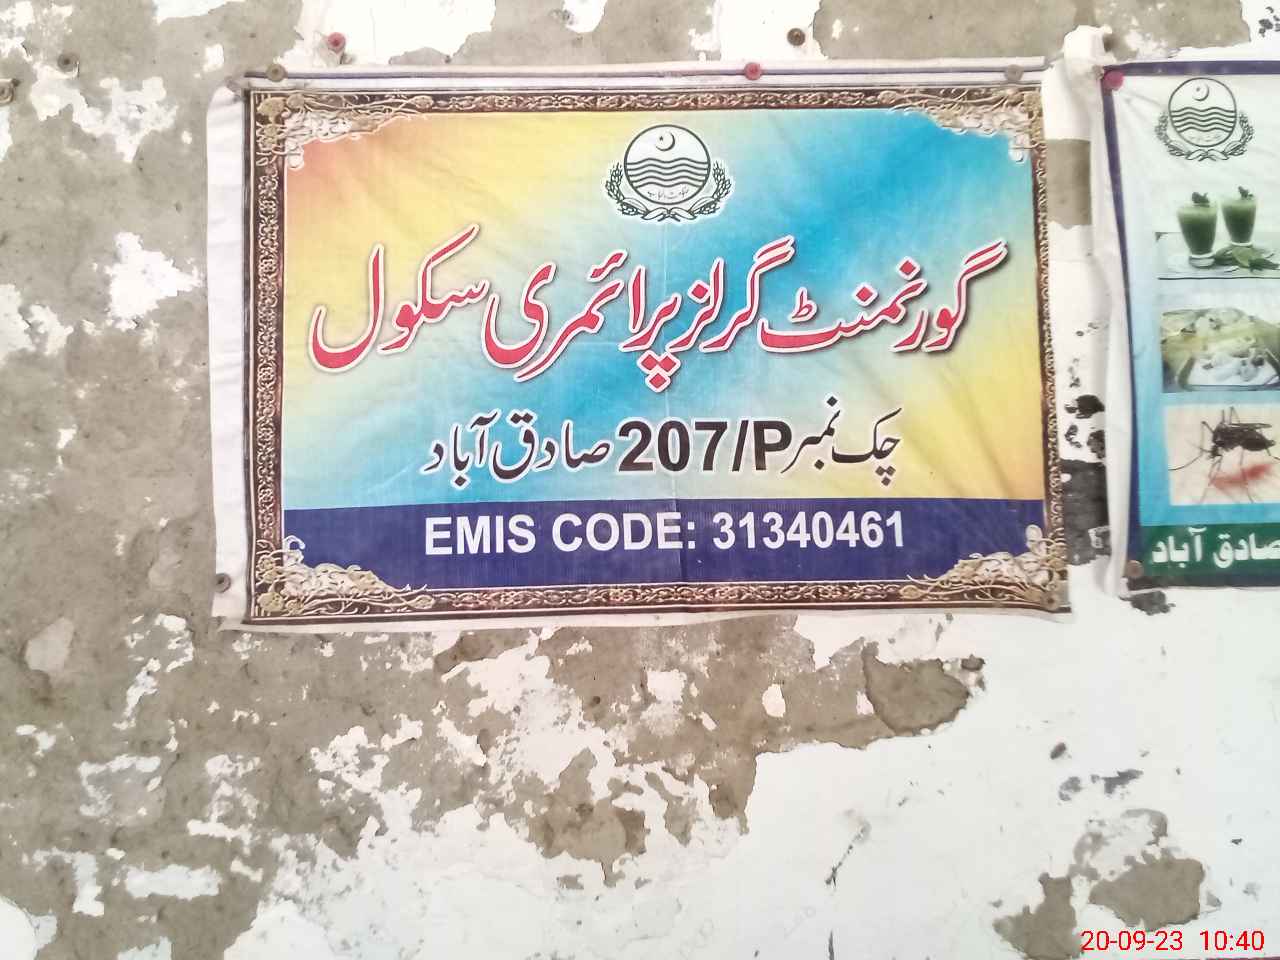 گورنمنٹ گرلز پرائمری سکول
چک نمبر 207/P صادق آباد
EMIS CODE: 31340461
صادق آباد
20-09-23 10:40